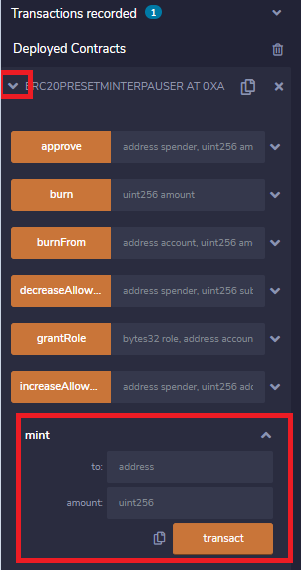 Transactions recorded 1
Deployed Contracts
ERC20PRESETMINTERPAUSER AT 0XA
approve address spender, uint256 am
burn uint256 amount
burnFrom address account, uint256 am
decreaseAllow... address spender, uint256 sub
grantRole bytes32 role, address accoun
increaseAllow... address spender, uint256 add
mint
to: address
amount: uint256
transact